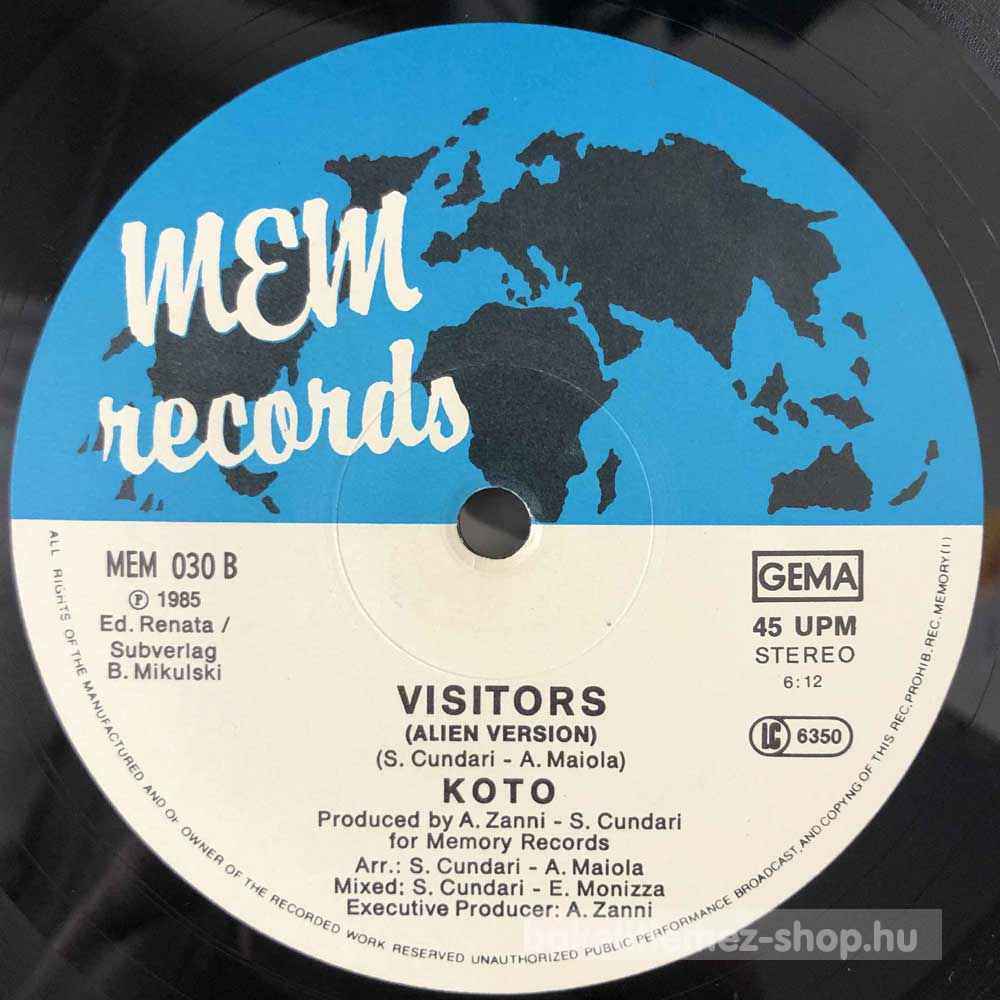 MEM
records
MEM 030 B
Ⓟ 1985
Ed. Renata /
Subverlag
B. Mikulski
GEMA
45 UPM
STEREO
6:12
LC 6350
VISITORS
(ALIEN VERSION)
(S. Cundari - A. Maiola)
KOTO
Produced by A. Zanni - S. Cundari
for Memory Records
Arr.: S. Cundari - A. Maiola
Mixed: S. Cundari - E. Monizza
Executive Producer: A. Zanni
ALL RIGHTS OF THE MANUFACTURED AND OF OWNER OF THE RECORDED WORK RESERVED UNAUTHORIZED PUBLIC PERFORMANCE BROADCAST, AND COPYNG OF THIS REC. PROHIB. REC. MEMORY (I)
bakelitlemez-shop.hu